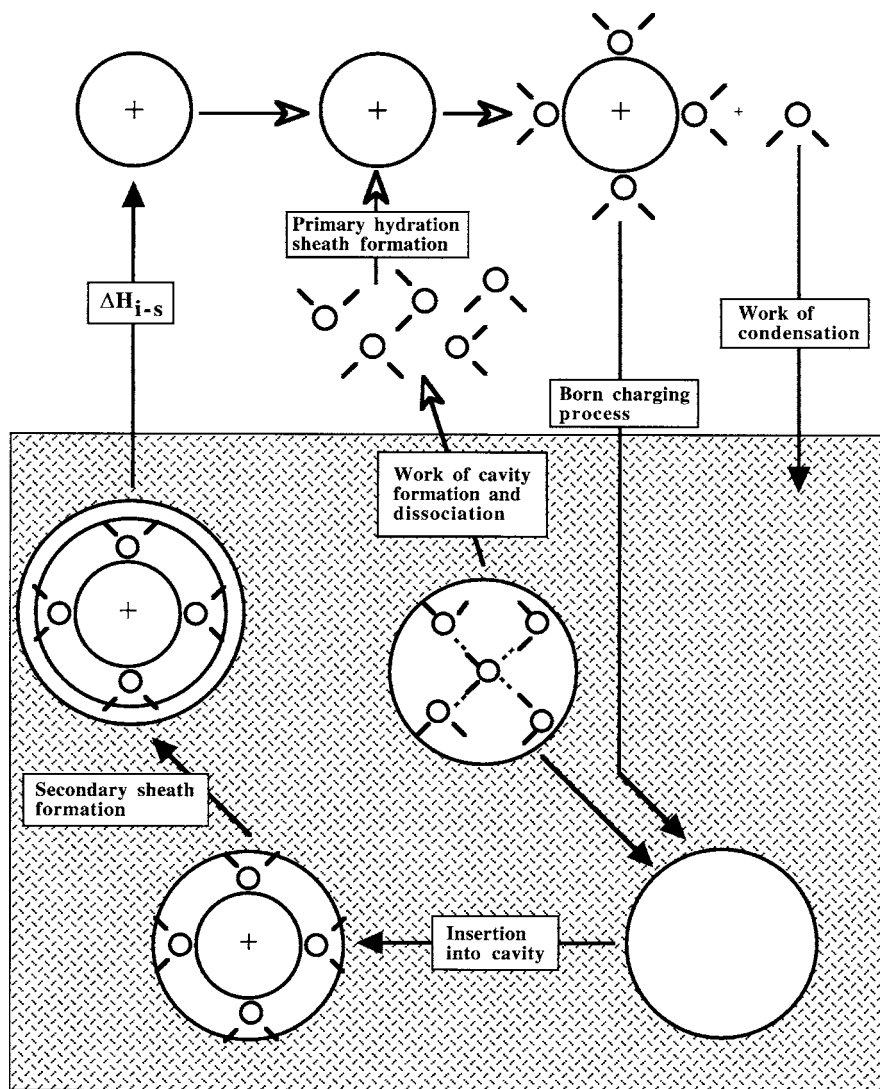 +
+
+
+
Primary hydration
sheath formation
ΔHi-s
Work of
condensation
Born charging
process
Work of cavity
formation and
dissociation
+
Secondary sheath
formation
Insertion
into cavity
+